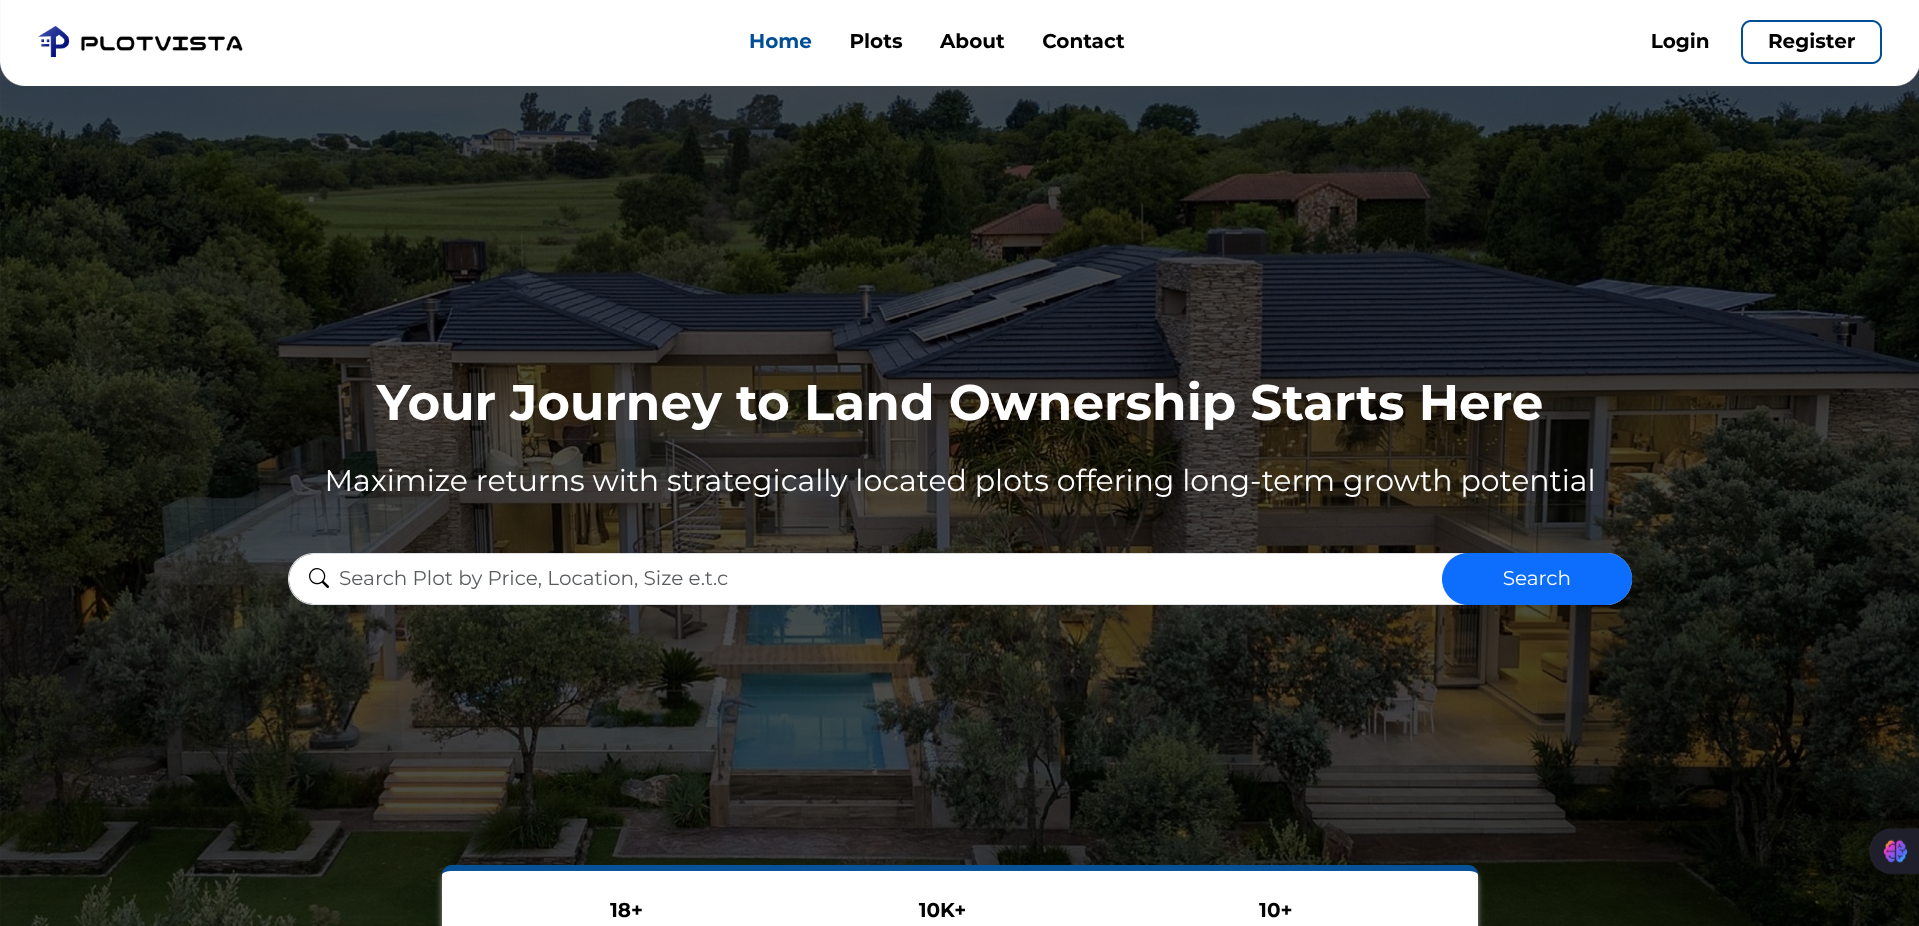 PLOTVISTA
Home Plots About Contact
Login Register
Your Journey to Land Ownership Starts Here
Maximize returns with strategically located plots offering long-term growth potential
Search Plot by Price, Location, Size e.t.c
Search
18+ 10K+ 10+